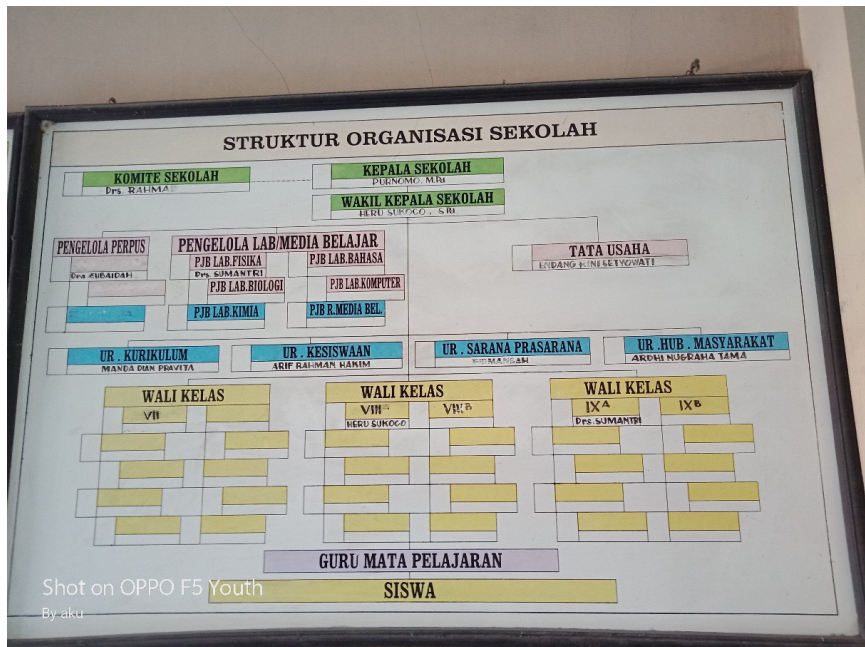 STRUKTUR ORGANISASI SEKOLAH
KOMITE SEKOLAH
Drs. RAHMAD
KEPALA SEKOLAH
PURNOMO, M.Pd
WAKIL KEPALA SEKOLAH
HERU SUKOCO, S.Pd
PENGELOLA PERPUS
Dra SUBAIDAH
PENGELOLA LAB/MEDIA BELAJAR
PJB LAB.FISIKA
Drs. SUMANTRI
PJB LAB.BAHASA
PJB LAB.BIOLOGI
PJB LAB.KOMPUTER
PJB LAB.KIMIA
PJB R.MEDIA BEL.
TATA USAHA
ENDANG RINI SETYOWATI
UR . KURIKULUM
MANDA DIAN PRAVITA
UR . KESISWAAN
ARIF RAHMAN HAKIM
UR . SARANA PRASARANA
UR .HUB . MASYARAKAT
ARDHI NUGRAHA TAMA
WALI KELAS
VII
WALI KELAS
VIII
HERU SUKOCO
VIII B
WALI KELAS
IX A
Drs. SUMANTRI
IX B
GURU MATA PELAJARAN
SISWA
Shot on OPPO F5 Youth
By aku